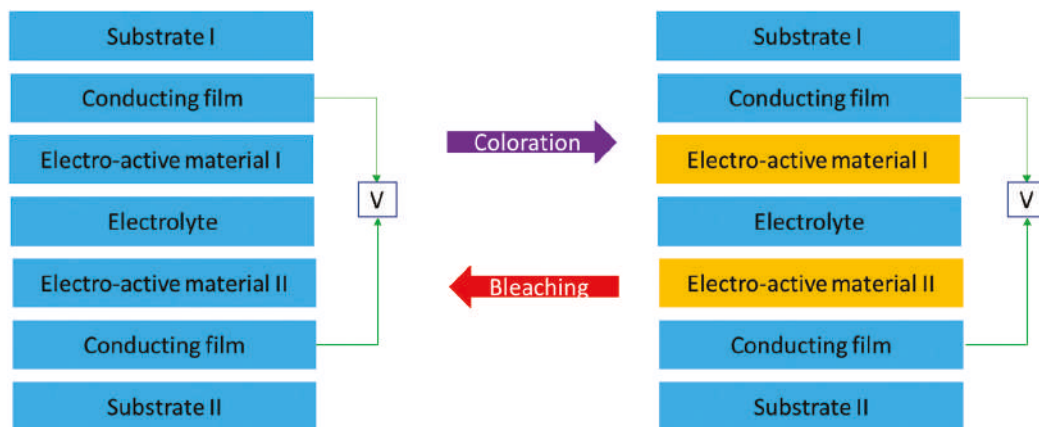 Substrate I
Conducting film
Electro-active material I
V
Electrolyte
Electro-active material II
Conducting film
Substrate II
Coloration
Bleaching
Substrate I
Conducting film
Electro-active material I
V
Electrolyte
Electro-active material II
Conducting film
Substrate II